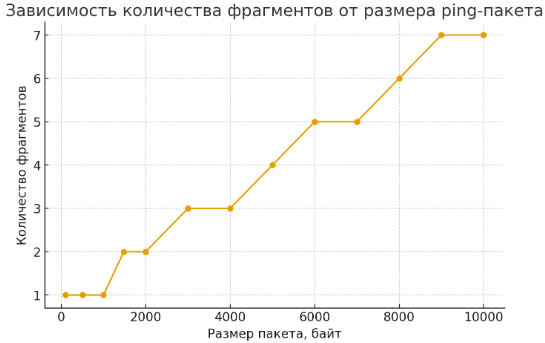 Зависимость количества фрагментов от размера ping-пакета
7
6
5
4
3
2
1
Количество фрагментов
0 2000 4000 6000 8000 10000
Размер пакета, байт